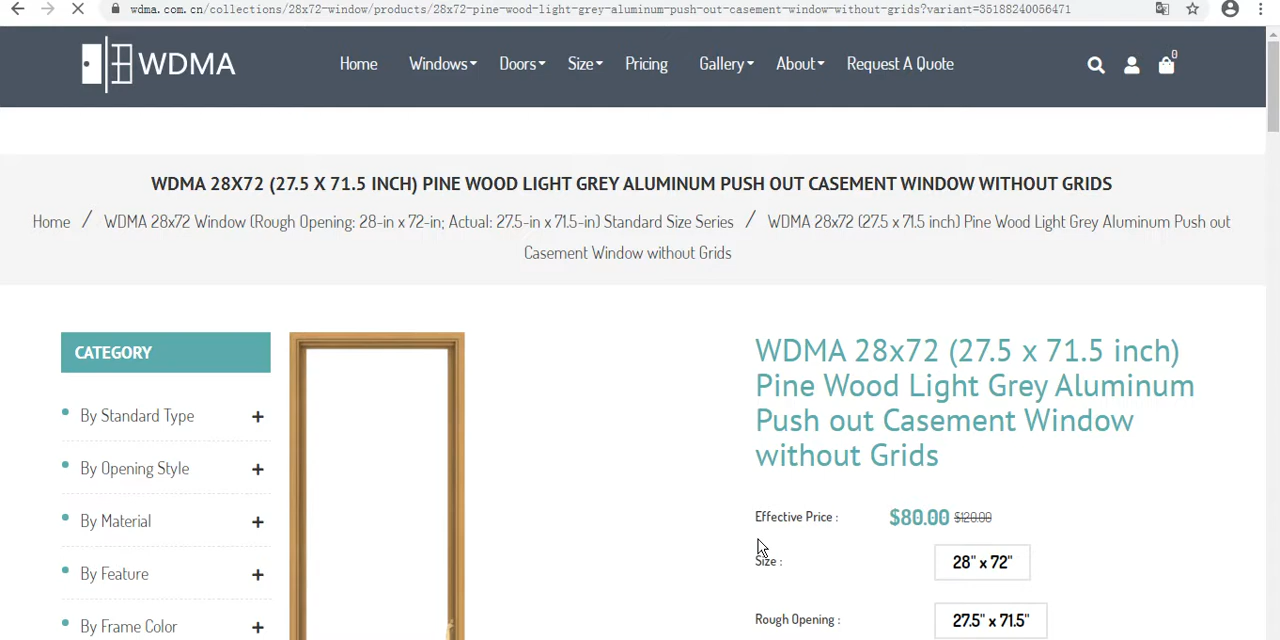 wdma.com.cn/collections/28x72-window/products/28x72-pine-wood-light-grey-aluminum-push-out-casement-window-without-grids?variant=35188240056471
WDMA
Home Windows Doors Size Pricing Gallery About Request A Quote
0
WDMA 28X72 (27.5 X 71.5 INCH) PINE WOOD LIGHT GREY ALUMINUM PUSH OUT CASEMENT WINDOW WITHOUT GRIDS
Home / WDMA 28x72 Window (Rough Opening: 28-in x 72-in; Actual: 27.5-in x 71.5-in) Standard Size Series / WDMA 28x72 (27.5 x 71.5 inch) Pine Wood Light Grey Aluminum Push out
Casement Window without Grids
CATEGORY
By Standard Type +
By Opening Style +
By Material +
By Feature +
By Frame Color +
WDMA 28x72 (27.5 x 71.5 inch)
Pine Wood Light Grey Aluminum
Push out Casement Window
without Grids
Effective Price : $80.00 $120.00
Size : 28" x 72"
Rough Opening : 27.5" x 71.5"